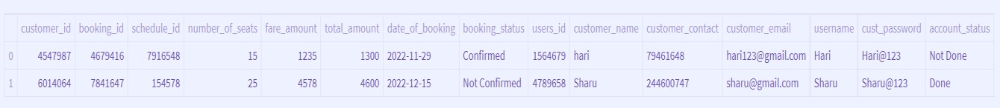 customer_id booking_id schedule_id number_of_seats fare_amount total_amount date_of_booking booking_status users_id customer_name customer_contact customer_email username cust_password account_status
0 4547987 4679416 7916548 15 1235 1300 2022-11-29 Confirmed 1564679 hari 79461648 hari123@gmail.com Hari Hari@123 Not Done
1 6014064 7841647 154578 25 4578 4600 2022-12-15 Not Confirmed 4789658 Sharu 244600747 sharu@gmail.com Sharu Sharu@123 Done